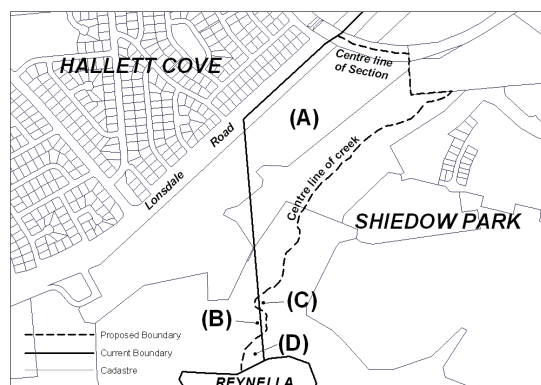 HALLETT COVE
Centre line
of Section
(A)
Lonsdale Road
Centre line of creek
SHIEDOW PARK
(C)
(B)
(D)
Proposed Boundary
Current Boundary
Cadastre
REYNELLA